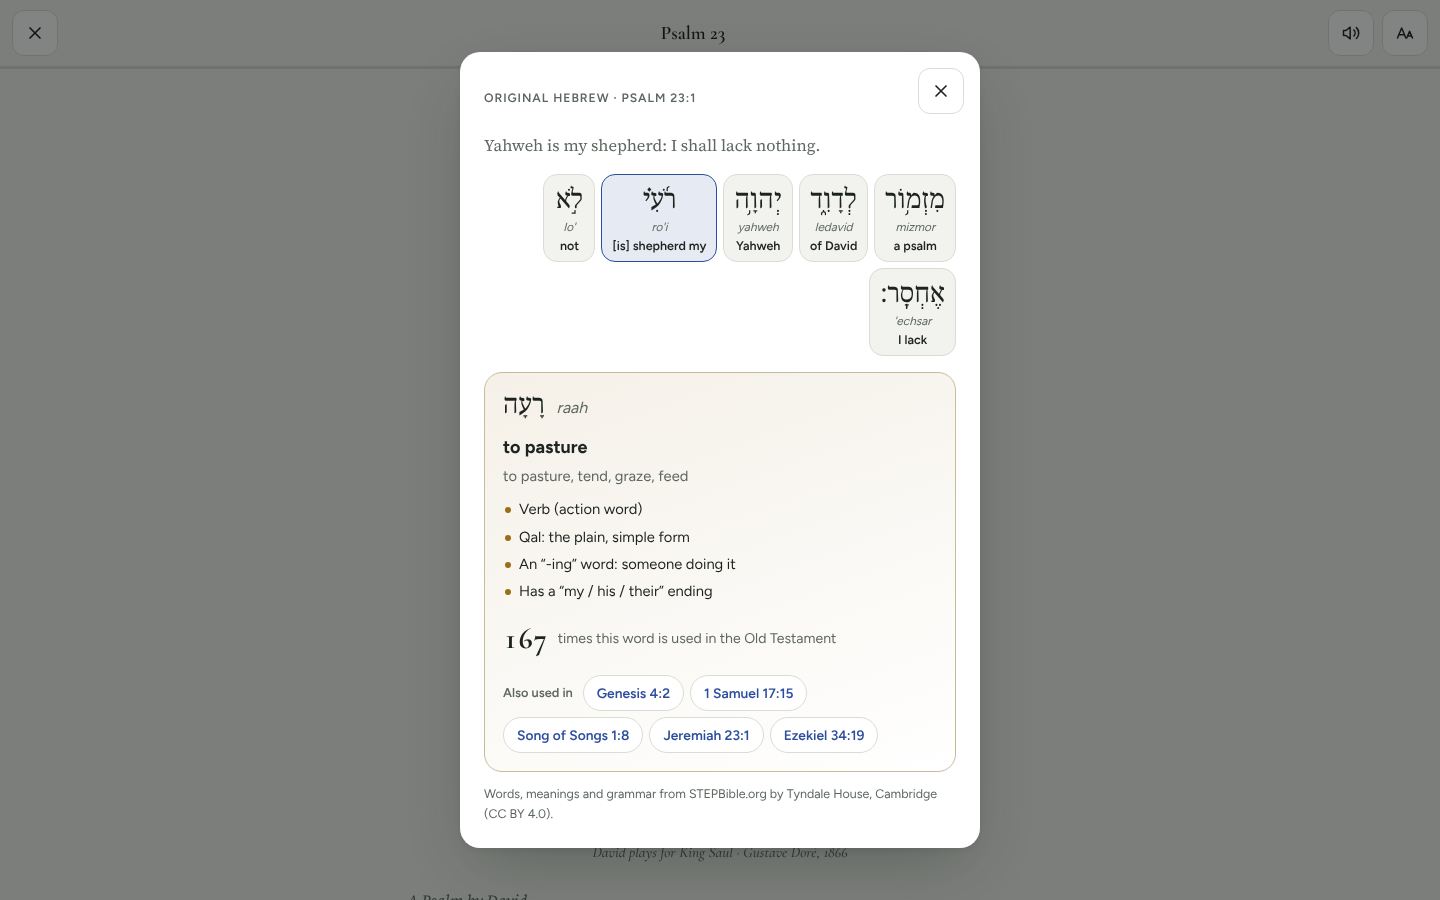 Psalm 23
ORIGINAL HEBREW · PSALM 23:1
Yahweh is my shepherd: I shall lack nothing.
מִזְמ֥וֹר לְדָוִ֑ד יְהוָ֥ה רֹ֝עִ֗י לֹ֣א
mizmor ledavid yahweh ro'i lo'
a psalm of David Yahweh [is] shepherd my not
אֶחְסָֽר׃
'echsar
I lack
רָעָה raah
to pasture
to pasture, tend, graze, feed
Verb (action word)
Qal: the plain, simple form
An “-ing” word: someone doing it
Has a “my / his / their” ending
167 times this word is used in the Old Testament
Also used in Genesis 4:2 1 Samuel 17:15
Song of Songs 1:8 Jeremiah 23:1 Ezekiel 34:19
Words, meanings and grammar from STEPBible.org by Tyndale House, Cambridge
(CC BY 4.0).
David plays for King Saul · Gustave Doré, 1866
A Psalm by David